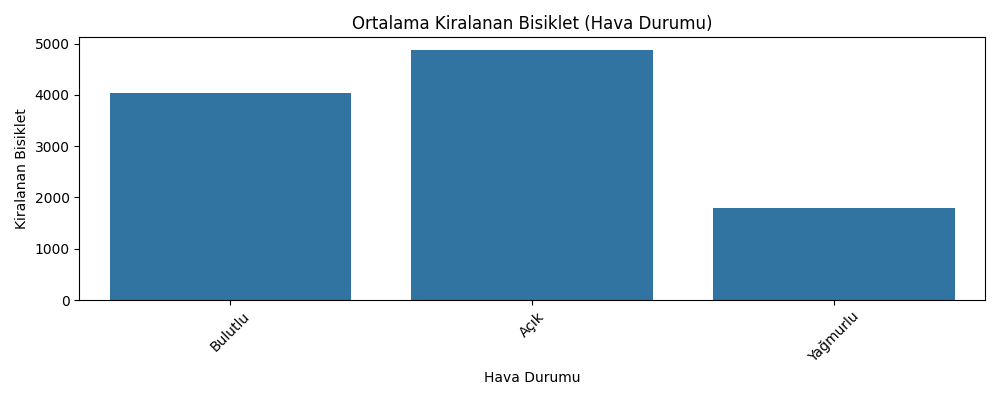 Ortalama Kiralanan Bisiklet (Hava Durumu)
Kiralanan Bisiklet
5000
4000
3000
2000
1000
0
Bulutlu
Açık
Yağmurlu
Hava Durumu